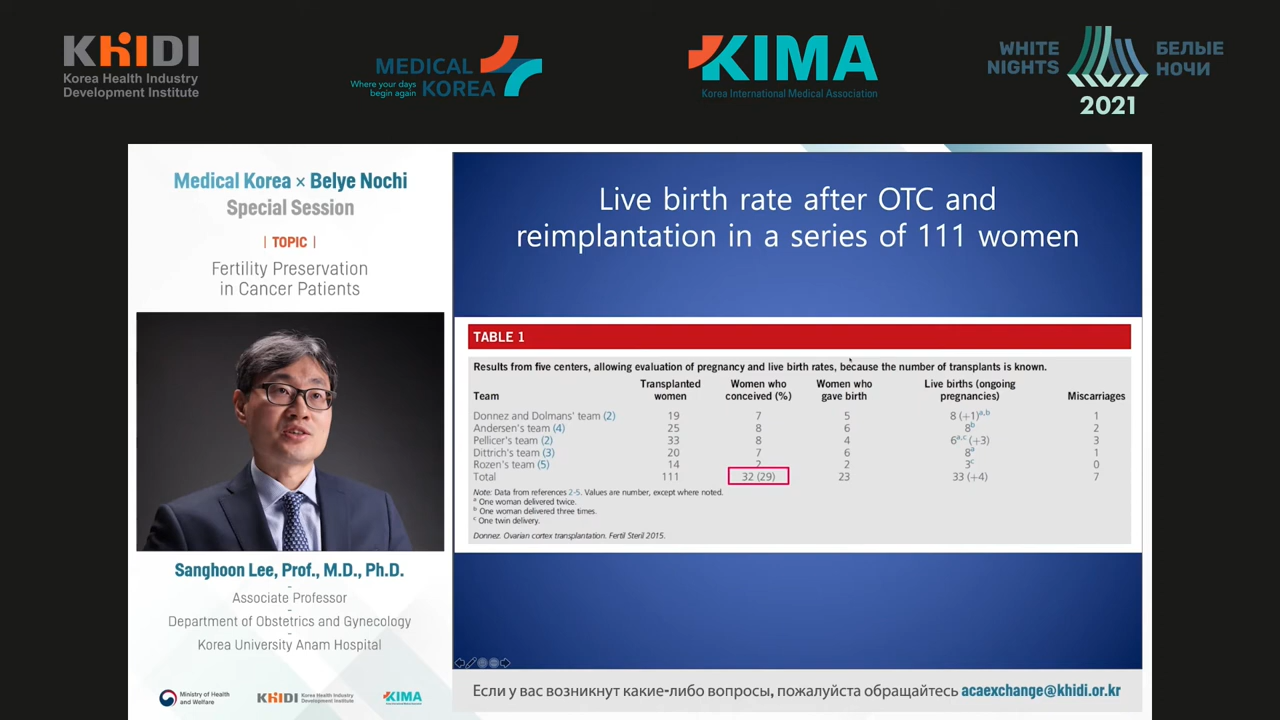 KHIDI
Korea Health Industry
Development Institute
MEDICAL
KOREA
Where your days
begin again
KIMA
Korea International Medical Association
WHITE
NIGHTS
БЕЛЫЕ
НОЧИ
2021
Medical Korea × Belye Nochi
Special Session
| TOPIC |
Fertility Preservation
in Cancer Patients
Sanghoon Lee, Prof., M.D., Ph.D.
Associate Professor
Department of Obstetrics and Gynecology
Korea University Anam Hospital
Ministry of Health
and Welfare
KHIDI Korea Health Industry
Development Institute
KIMA
Live birth rate after OTC and
reimplantation in a series of 111 women
TABLE 1
Results from five centers, allowing evaluation of pregnancy and live birth rates, because the number of transplants is known.
Team Transplanted women Women who conceived (%) Women who gave birth Live births (ongoing pregnancies) Miscarriages
Donnez and Dolmans' team (2) 19 7 5 8 (+1)a,b 1
Andersen's team (4) 25 8 6 8b 2
Pellicer's team (2) 33 8 4 6a,c (+3) 3
Dittrich's team (3) 20 7 6 8a 1
Rozen's team (5) 14 2 2 3c 0
Total 111 32 (29) 23 33 (+4) 7
Note: Data from references 2-5. Values are number, except where noted.
a One woman delivered twice.
b One woman delivered three times.
c One twin delivery.
Donnez. Ovarian cortex transplantation. Fertil Steril 2015.
Если у вас возникнут какие-либо вопросы, пожалуйста обращайтесь acaexchange@khidi.or.kr